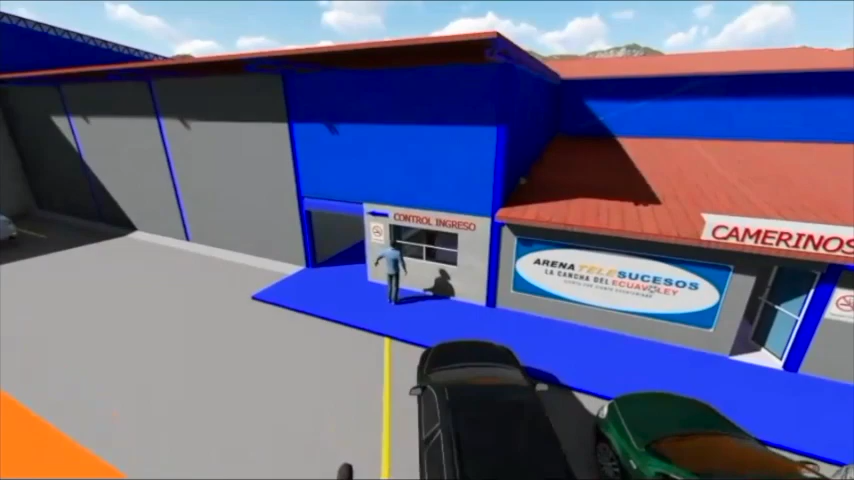 CONTROL INGRESO
CAMERINOS
ARENA TELESUCESOS
LA CANCHA DEL ECUAVOLEY